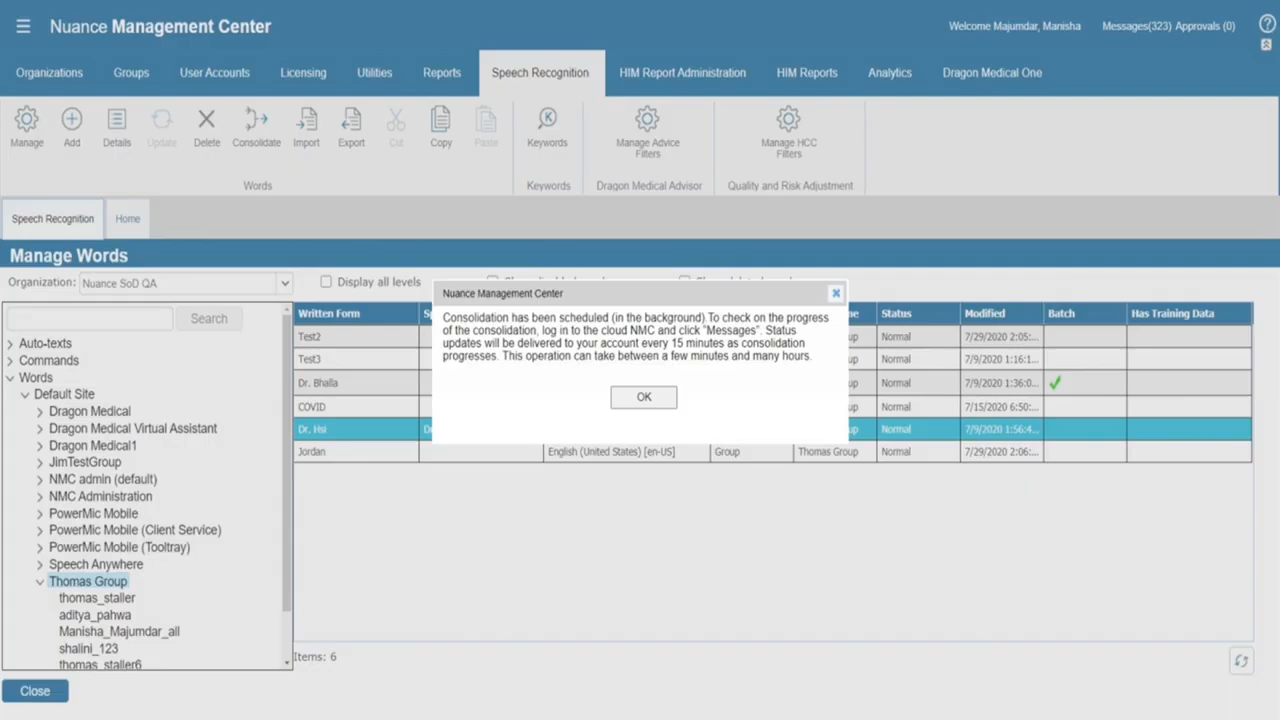 Nuance Management Center
Welcome Majumdar, Manisha
Messages(323) Approvals (0)
Organizations
Groups
User Accounts
Licensing
Utilities
Reports
Speech Recognition
HIM Report Administration
HIM Reports
Analytics
Dragon Medical One
Manage
Add
Details
Update
Delete
Consolidate
Import
Export
Cut
Copy
Paste
Keywords
Manage Advice
Filters
Manage HCC
Filters
Words
Keywords
Dragon Medical Advisor
Quality and Risk Adjustment
Speech Recognition
Home
Manage Words
Organization: Nuance SoD QA
Display all levels
Search
Auto-texts
Commands
Words
Default Site
Dragon Medical
Dragon Medical Virtual Assistant
Dragon Medical1
JimTestGroup
NMC admin (default)
NMC Administration
PowerMic Mobile
PowerMic Mobile (Client Service)
PowerMic Mobile (Tooltray)
Speech Anywhere
Thomas Group
thomas_staller
aditya_pahwa
Manisha_Majumdar_all
shalini_123
thomas_staller6
Written Form
Status
Modified
Batch
Has Training Data
Test2
Normal
7/29/2020 2:05:...
Test3
Normal
7/9/2020 1:16:1...
Dr. Bhalla
Normal
7/9/2020 1:36:0...
COVID
Normal
7/15/2020 6:50:...
Dr. Hsi
Normal
7/9/2020 1:56:4...
Jordan
English (United States) [en-US]
Group
Thomas Group
Normal
7/29/2020 2:06:...
Nuance Management Center
Consolidation has been scheduled (in the background).To check on the progress
of the consolidation, log in to the cloud NMC and click "Messages". Status
updates will be delivered to your account every 15 minutes as consolidation
progresses. This operation can take between a few minutes and many hours.
OK
Items: 6
Close